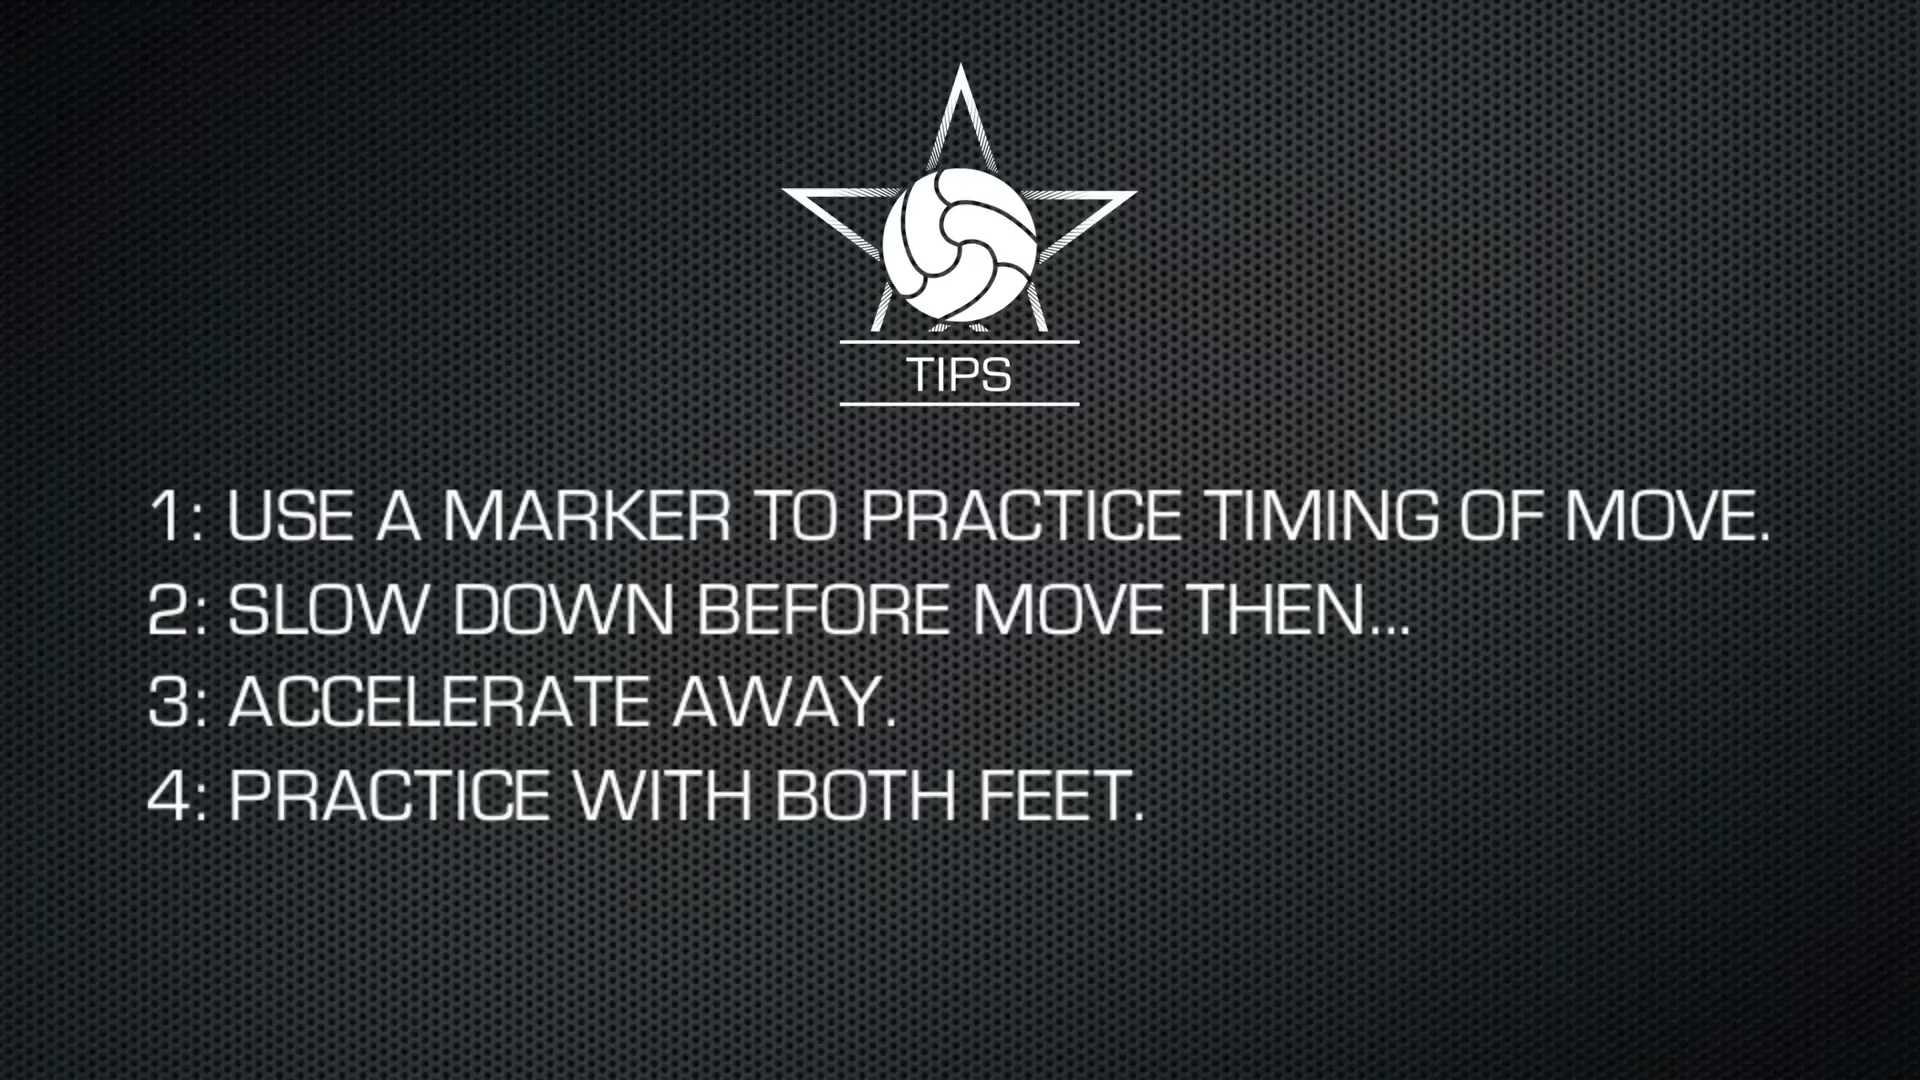 TIPS
1: USE A MARKER TO PRACTICE TIMING OF MOVE.
2: SLOW DOWN BEFORE MOVE THEN...
3: ACCELERATE AWAY.
4: PRACTICE WITH BOTH FEET.